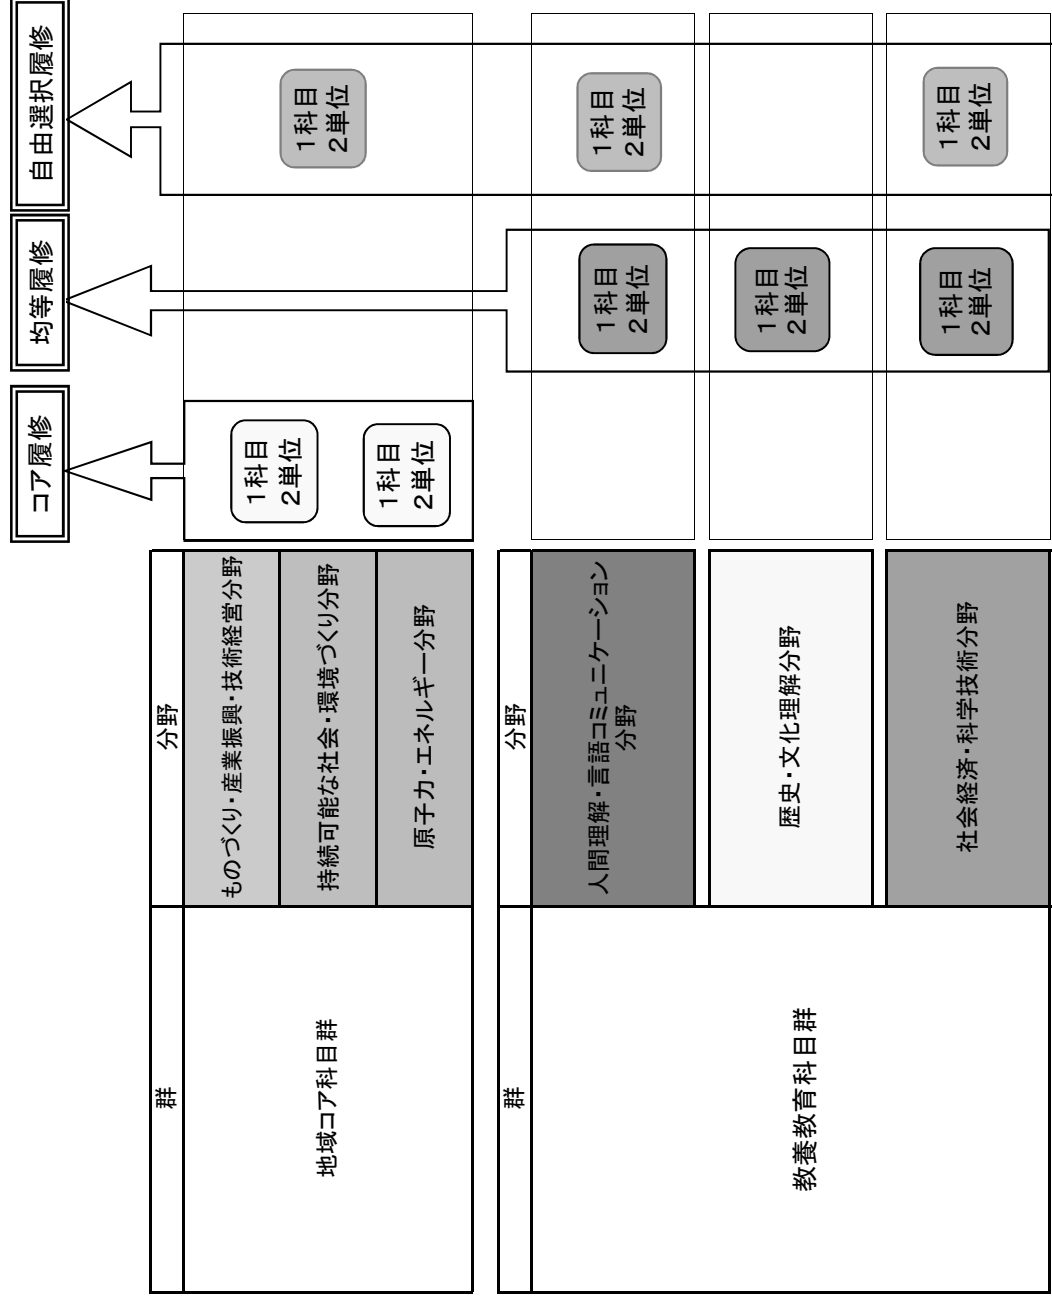 コア履修
均等履修
自由選択履修
群
分野
地域コア科目群
ものづくり・産業振興・技術経営分野
持続可能な社会・環境づくり分野
原子力・エネルギー分野
1科目
2単位
1科目
2単位
1科目
2単位
群
分野
教養教育科目群
人間理解・言語コミュニケーション
分野
1科目
2単位
1科目
2単位
歴史・文化理解分野
1科目
2単位
社会経済・科学技術分野
1科目
2単位
1科目
2単位